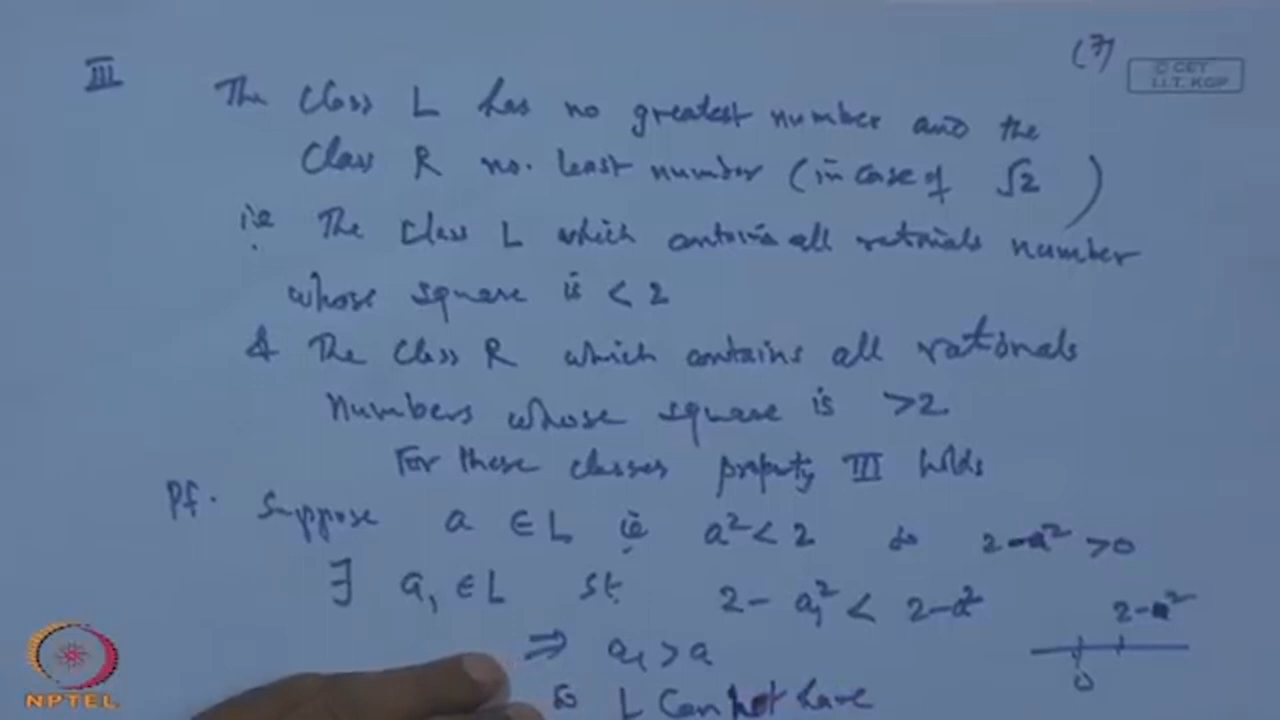 (7)
© CET
I.I.T. KGP
III The Class L has no greatest number and the
Class R no. least number (in case of √2)
i.e The Class L which contains all rationals number
whose square is < 2
& The Class R which contains all rationals
Numbers whose square is >2
For these classes property III holds
Pf. Suppose a ∈ L ie a² < 2 so 2-a² > 0
∃ a₁ ∈ L st. 2 - a₁² < 2-a²
2-a²
⇒ a₁ > a
0
so L Cannot have
NPTEL